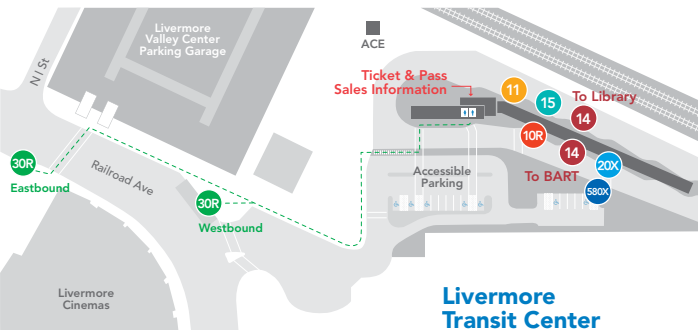 Livermore
Valley Center
Parking Garage
N I St
ACE
Ticket & Pass
Sales Information
11
15
To Library
14
10R
14
To BART
20X
580X
30R
Eastbound
Railroad Ave
30R
Westbound
Accessible
Parking
Livermore
Cinemas
Livermore
Transit Center